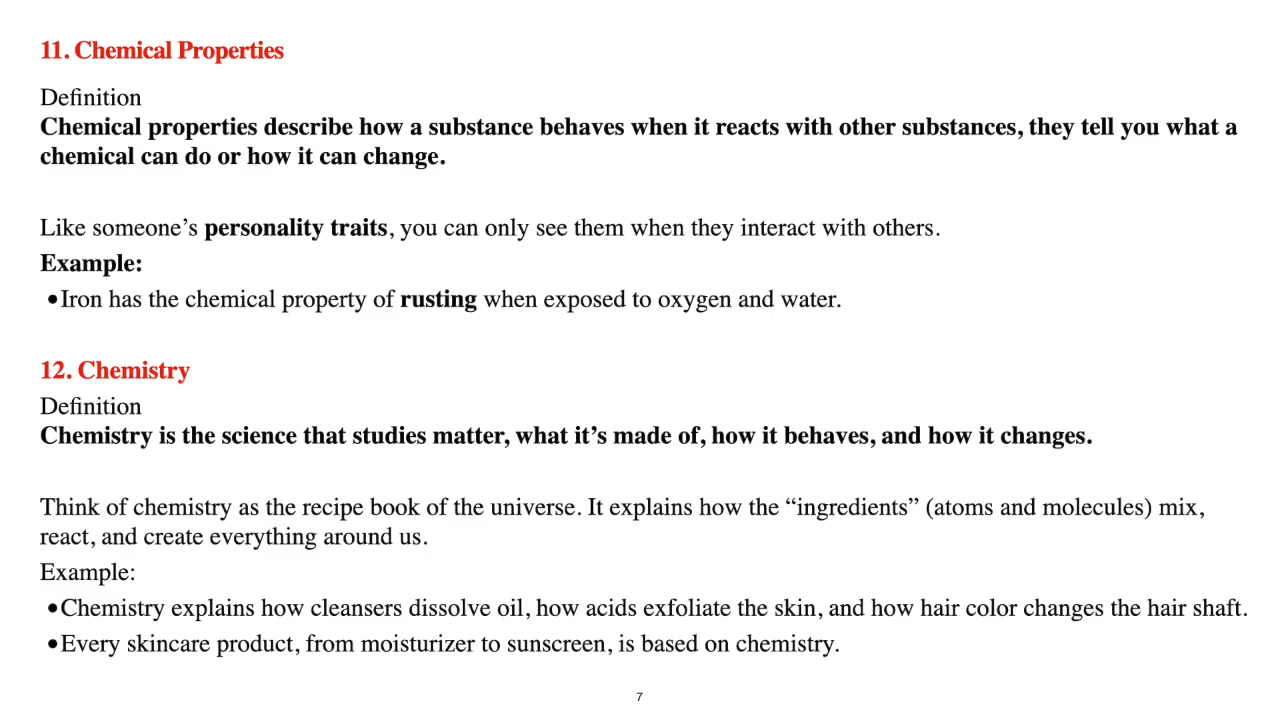 11. Chemical Properties
Definition
Chemical properties describe how a substance behaves when it reacts with other substances, they tell you what a
chemical can do or how it can change.
Like someone’s personality traits, you can only see them when they interact with others.
Example:
•Iron has the chemical property of rusting when exposed to oxygen and water.
12. Chemistry
Definition
Chemistry is the science that studies matter, what it’s made of, how it behaves, and how it changes.
Think of chemistry as the recipe book of the universe. It explains how the “ingredients” (atoms and molecules) mix,
react, and create everything around us.
Example:
•Chemistry explains how cleansers dissolve oil, how acids exfoliate the skin, and how hair color changes the hair shaft.
•Every skincare product, from moisturizer to sunscreen, is based on chemistry.
7